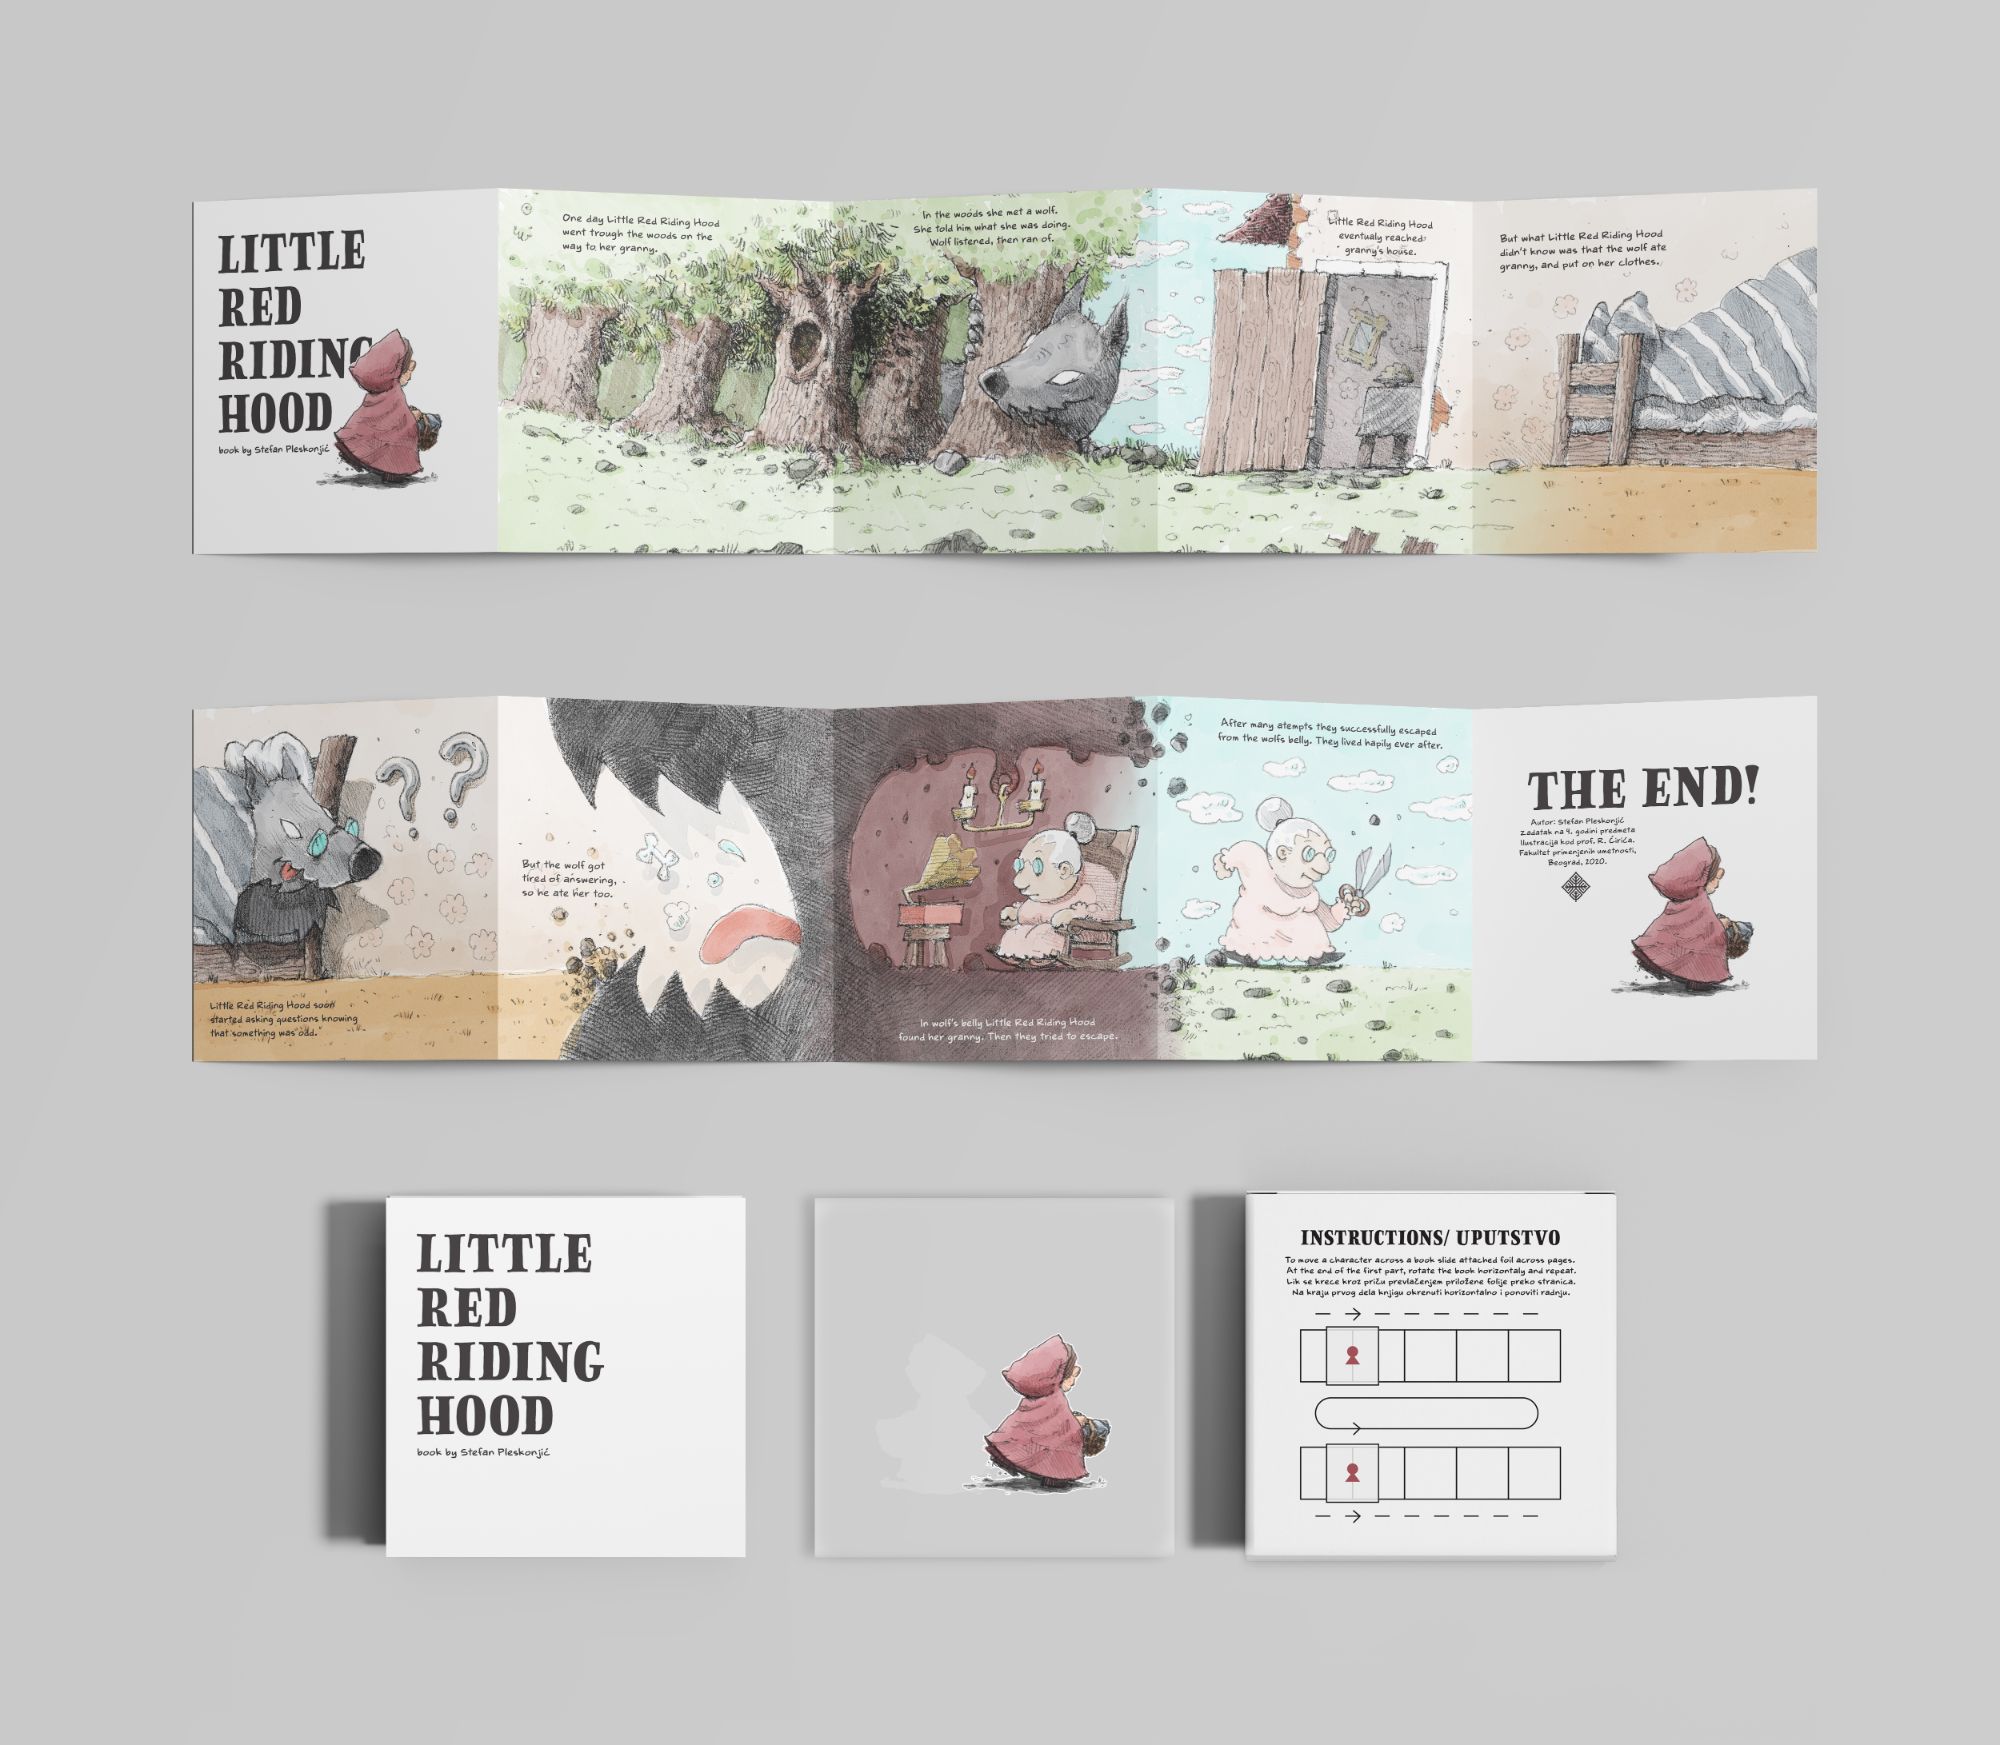 LITTLE
RED
RIDING
HOOD
book by Stefan Pleskonjić
One day Little Red Riding Hood
went trough the woods on the
way to her granny.
In the woods she met a wolf.
She told him what she was doing.
Wolf listened, then ran of.
Little Red Riding Hood
eventualy reached
granny's house.
But what Little Red Riding Hood
didn't know was that the wolf ate
granny, and put on her clothes.
Little Red Riding Hood soon
started asking questions knowing
that something was odd.
But the wolf got
tired of answering,
so he ate her too.
In wolf's belly Little Red Riding Hood
found her granny. Then they tried to escape.
After many atempts they successfully escaped
from the wolfs belly. They lived hapily ever after.
THE END!
Autor: Stefan Pleskonjić
Zadatak na 4. godini predmeta
Ilustracija kod prof. R. Ćirića.
Fakultet primenjenih umetnosti,
Beograd, 2020.
LITTLE
RED
RIDING
HOOD
book by Stefan Pleskonjić
INSTRUCTIONS/ UPUTSTVO
To move a character across a book slide attached foil across pages.
At the end of the first part, rotate the book horizontaly and repeat.
Lik se krece kroz priču prevlačenjem priložene folije preko stranica.
Na kraju prvog dela knjigu okrenuti horizontalno i ponoviti radnju.